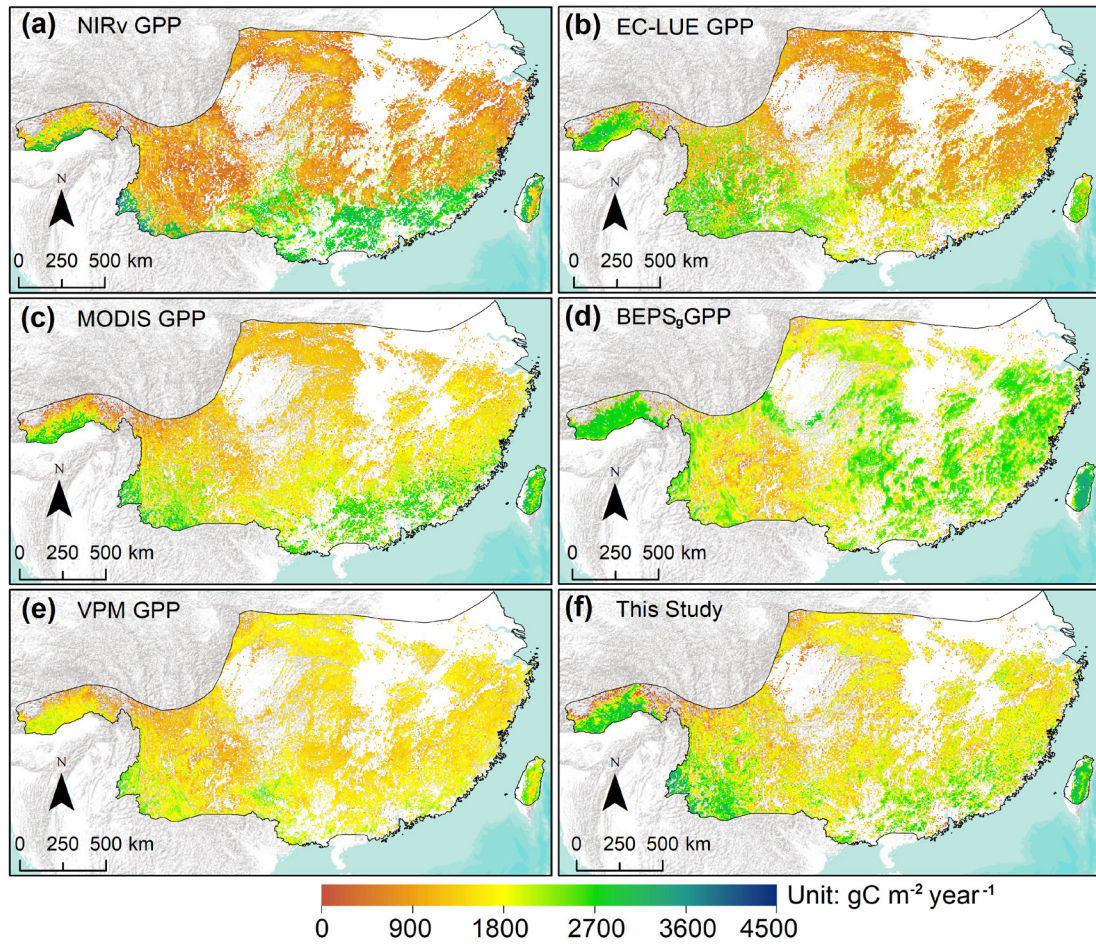 (a) NIRv GPP
N
0 250 500 km
(b) EC-LUE GPP
N
0 250 500 km
(c) MODIS GPP
N
0 250 500 km
(d) BEPSgGPP
N
0 250 500 km
(e) VPM GPP
N
0 250 500 km
(f) This Study
N
0 250 500 km
Unit: gC m⁻² year⁻¹
0 900 1800 2700 3600 4500